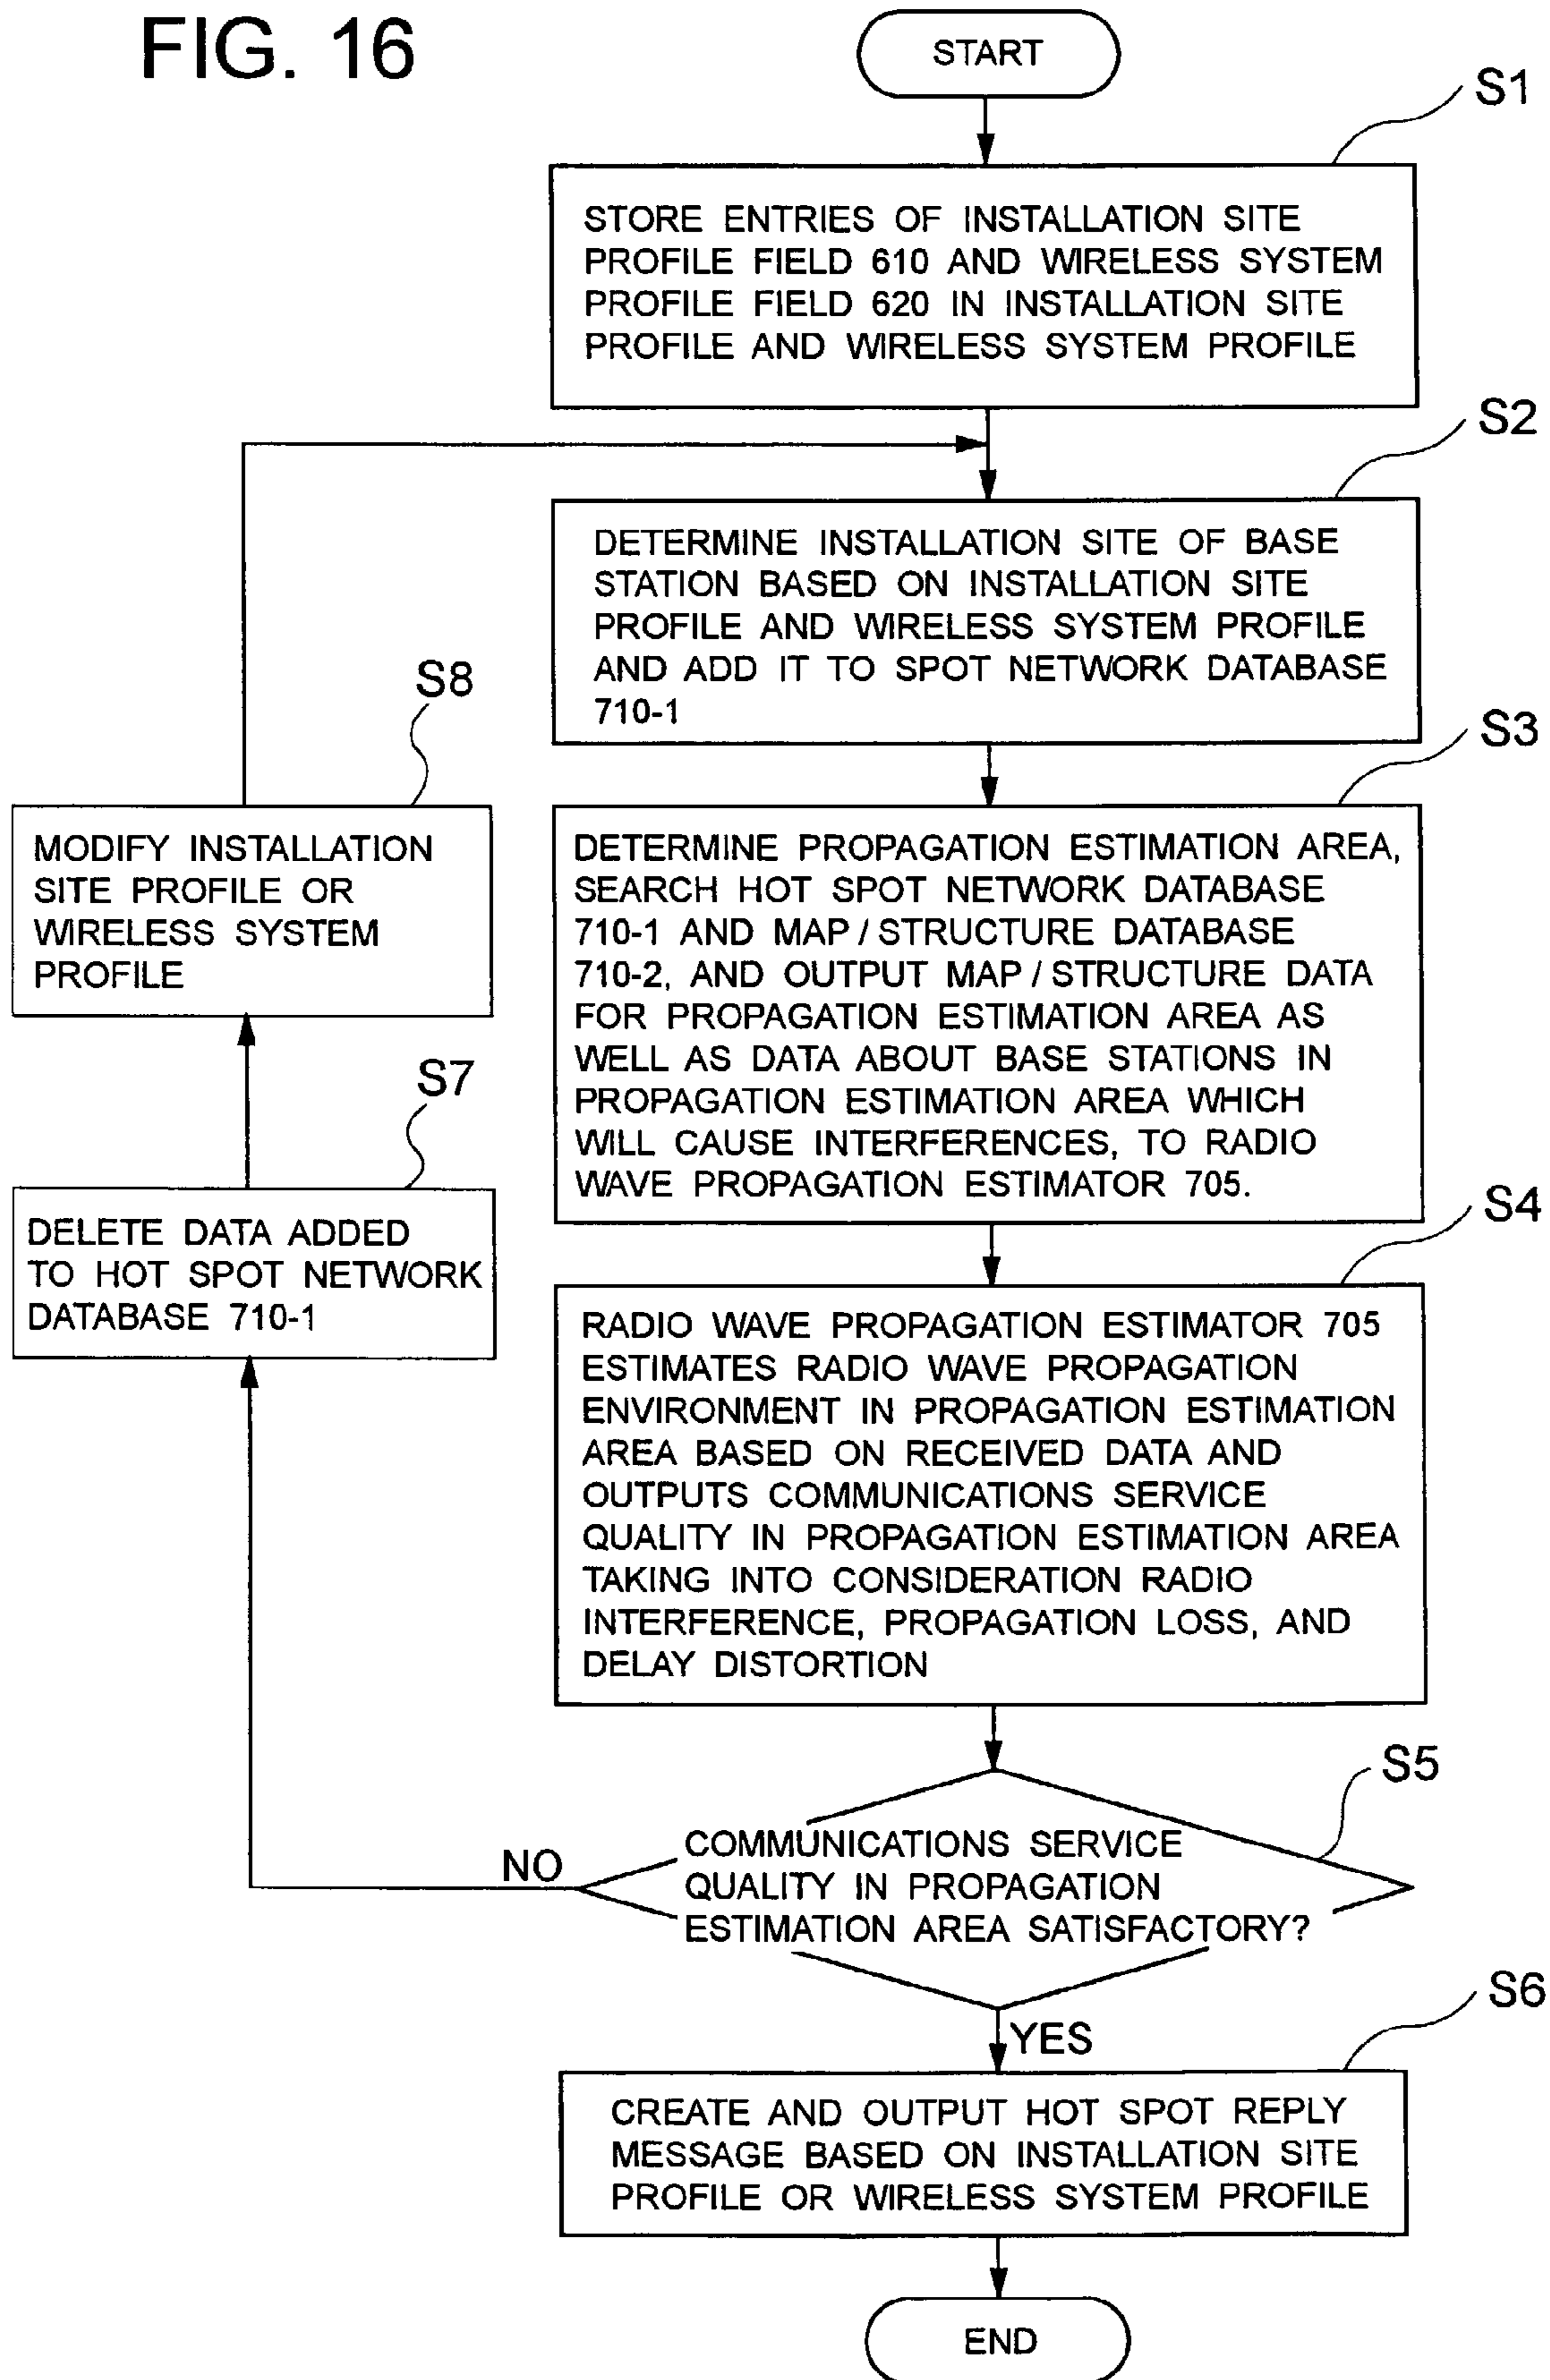 FIG. 16
START
S1
STORE ENTRIES OF INSTALLATION SITE
PROFILE FIELD 610 AND WIRELESS SYSTEM
PROFILE FIELD 620 IN INSTALLATION SITE
PROFILE AND WIRELESS SYSTEM PROFILE
S2
DETERMINE INSTALLATION SITE OF BASE
STATION BASED ON INSTALLATION SITE
PROFILE AND WIRELESS SYSTEM PROFILE
AND ADD IT TO SPOT NETWORK DATABASE
710-1
S3
DETERMINE PROPAGATION ESTIMATION AREA,
SEARCH HOT SPOT NETWORK DATABASE
710-1 AND MAP / STRUCTURE DATABASE
710-2, AND OUTPUT MAP / STRUCTURE DATA
FOR PROPAGATION ESTIMATION AREA AS
WELL AS DATA ABOUT BASE STATIONS IN
PROPAGATION ESTIMATION AREA WHICH
WILL CAUSE INTERFERENCES, TO RADIO
WAVE PROPAGATION ESTIMATOR 705.
S4
RADIO WAVE PROPAGATION ESTIMATOR 705
ESTIMATES RADIO WAVE PROPAGATION
ENVIRONMENT IN PROPAGATION ESTIMATION
AREA BASED ON RECEIVED DATA AND
OUTPUTS COMMUNICATIONS SERVICE
QUALITY IN PROPAGATION ESTIMATION AREA
TAKING INTO CONSIDERATION RADIO
INTERFERENCE, PROPAGATION LOSS, AND
DELAY DISTORTION
S5
COMMUNICATIONS SERVICE
QUALITY IN PROPAGATION
ESTIMATION AREA SATISFACTORY?
NO
YES
S6
CREATE AND OUTPUT HOT SPOT REPLY
MESSAGE BASED ON INSTALLATION SITE
PROFILE OR WIRELESS SYSTEM PROFILE
END
S7
DELETE DATA ADDED
TO HOT SPOT NETWORK
DATABASE 710-1
S8
MODIFY INSTALLATION
SITE PROFILE OR
WIRELESS SYSTEM
PROFILE